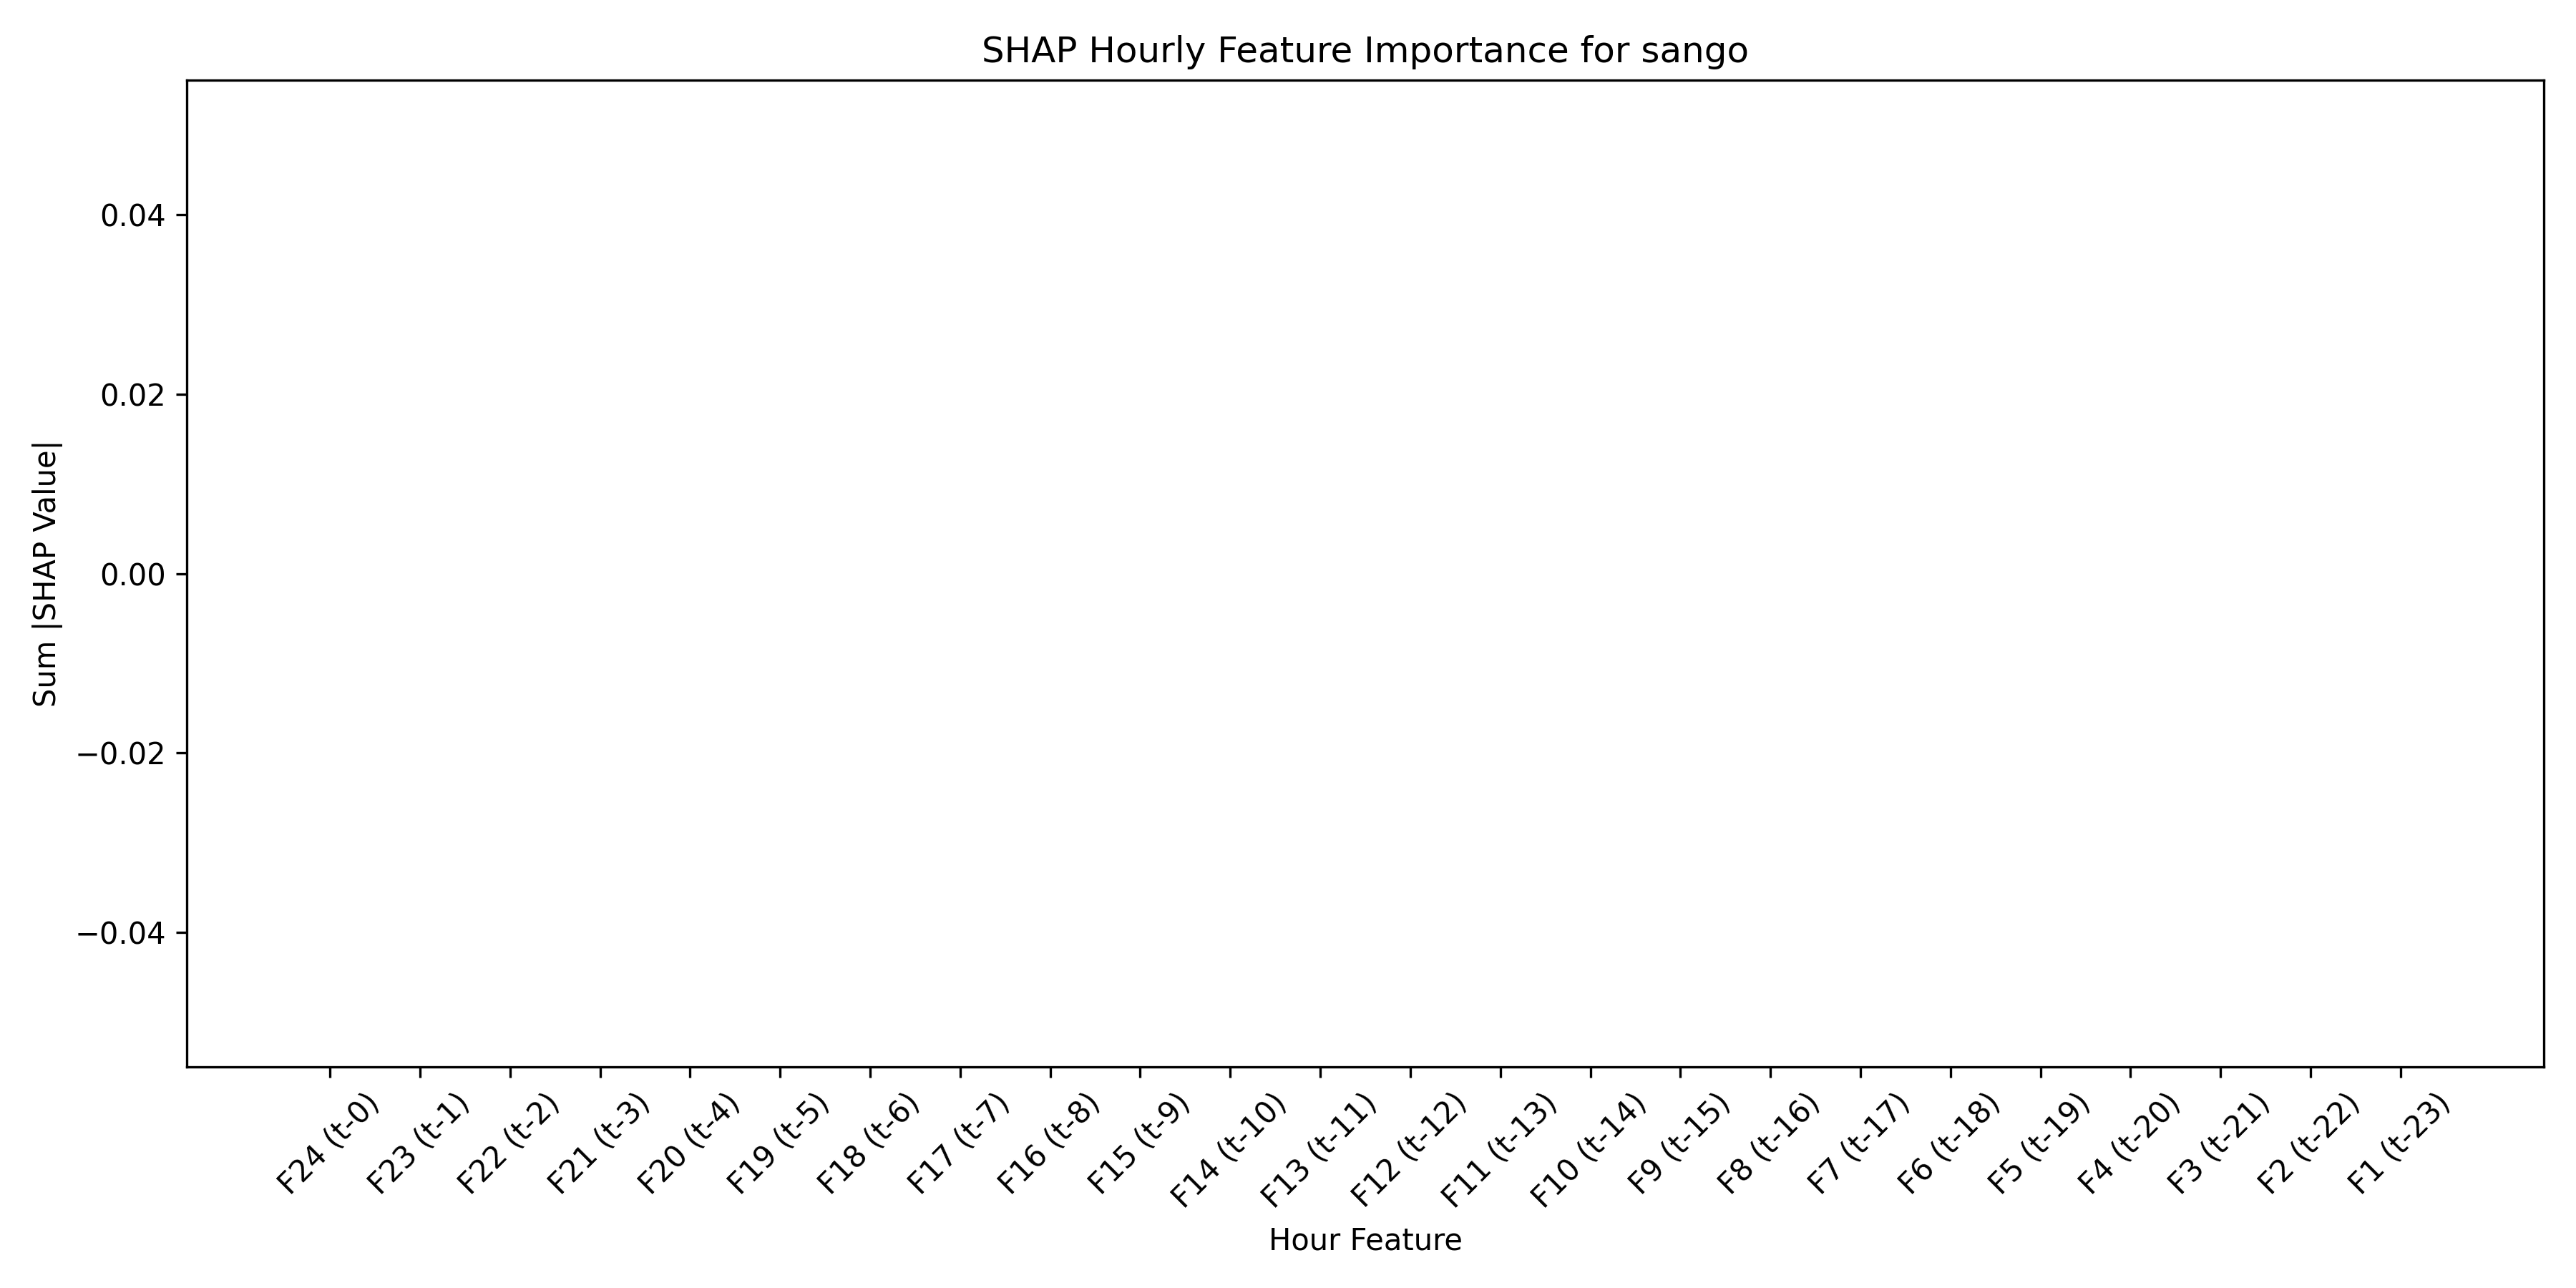 SHAP Hourly Feature Importance for sango
Sum |SHAP Value|
0.04
0.02
0.00
−0.02
−0.04
F24 (t-0)
F23 (t-1)
F22 (t-2)
F21 (t-3)
F20 (t-4)
F19 (t-5)
F18 (t-6)
F17 (t-7)
F16 (t-8)
F15 (t-9)
F14 (t-10)
F13 (t-11)
F12 (t-12)
F11 (t-13)
F10 (t-14)
F9 (t-15)
F8 (t-16)
F7 (t-17)
F6 (t-18)
F5 (t-19)
F4 (t-20)
F3 (t-21)
F2 (t-22)
F1 (t-23)
Hour Feature